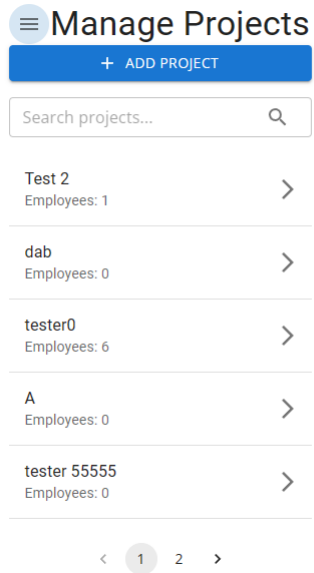 Manage Projects
+ ADD PROJECT
Search projects...
Test 2
Employees: 1
dab
Employees: 0
tester0
Employees: 6
A
Employees: 0
tester 55555
Employees: 0
1 2